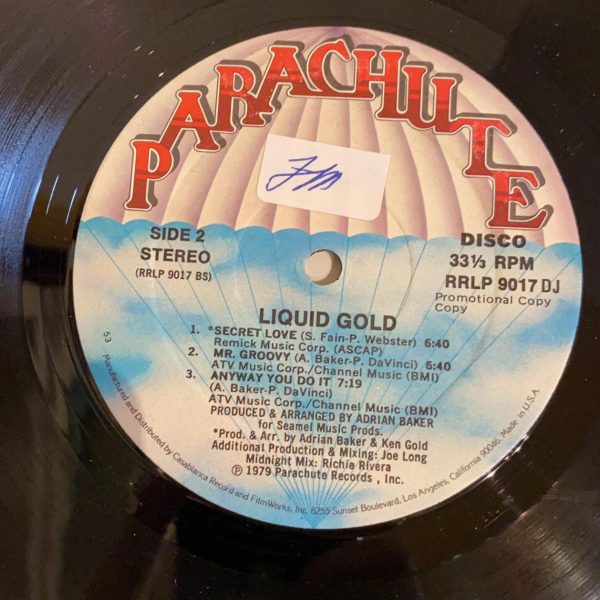 PARACHUTE
SIDE 2
STEREO
(RRLP 9017 BS)
DISCO
33⅓ RPM
RRLP 9017 DJ
Promotional Copy
Copy
LIQUID GOLD
1. *SECRET LOVE (S. Fain-P. Webster) 6:40
Remick Music Corp. (ASCAP)
2. MR. GROOVY (A. Baker-P. DaVinci) 6:40
ATV Music Corp./Channel Music (BMI)
3. ANYWAY YOU DO IT 7:19
(A. Baker-P. DaVinci)
ATV Music Corp./Channel Music (BMI)
PRODUCED & ARRANGED BY ADRIAN BAKER
for Seamel Music Prods.
*Prod. & Arr. by Adrian Baker & Ken Gold
Additional Production & Mixing: Joe Long
Midnight Mix: Richie Rivera
℗ 1979 Parachute Records, Inc.
53 Manufactured and Distributed by Casablanca Record and FilmWorks, Inc. 8255 Sunset Boulevard, Los Angeles, California 90046. Made in U.S.A.